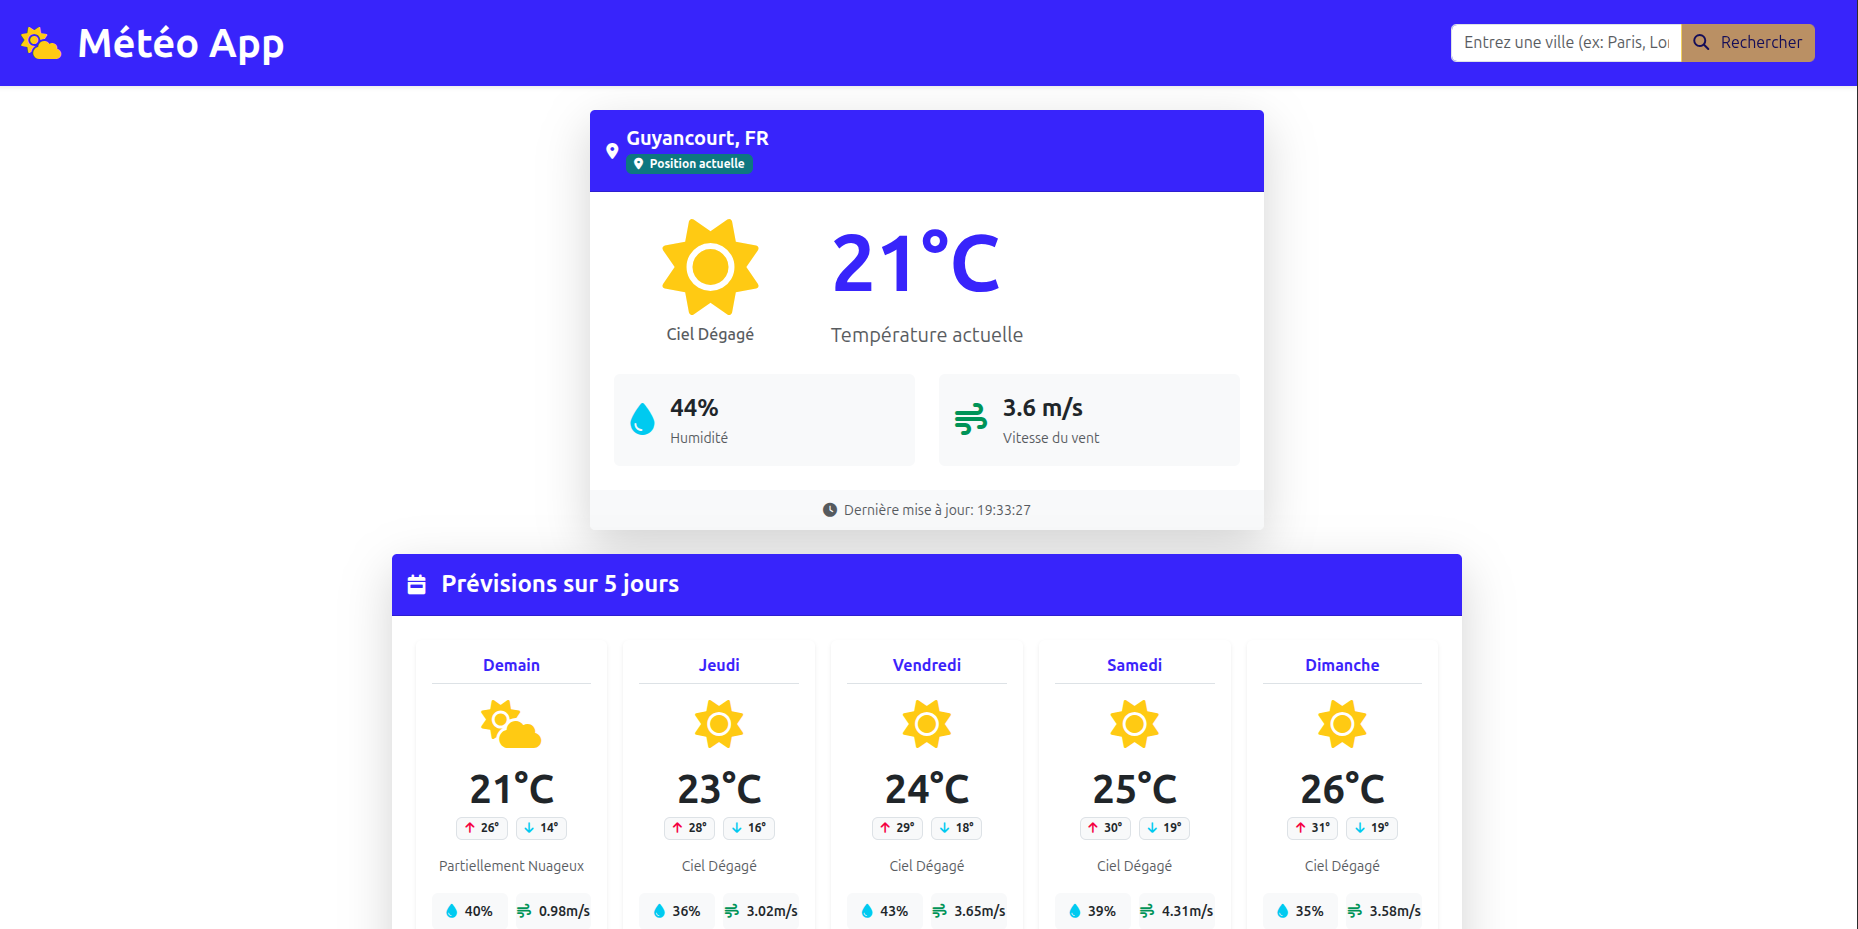 Météo App
Entrez une ville (ex: Paris, Lor
Rechercher
Guyancourt, FR
Position actuelle
21°C
Ciel Dégagé
Température actuelle
44%
Humidité
3.6 m/s
Vitesse du vent
Dernière mise à jour: 19:33:27
Prévisions sur 5 jours
Demain
21°C
26° 14°
Partiellement Nuageux
40% 0.98m/s
Jeudi
23°C
28° 16°
Ciel Dégagé
36% 3.02m/s
Vendredi
24°C
29° 18°
Ciel Dégagé
43% 3.65m/s
Samedi
25°C
30° 19°
Ciel Dégagé
39% 4.31m/s
Dimanche
26°C
31° 19°
Ciel Dégagé
35% 3.58m/s